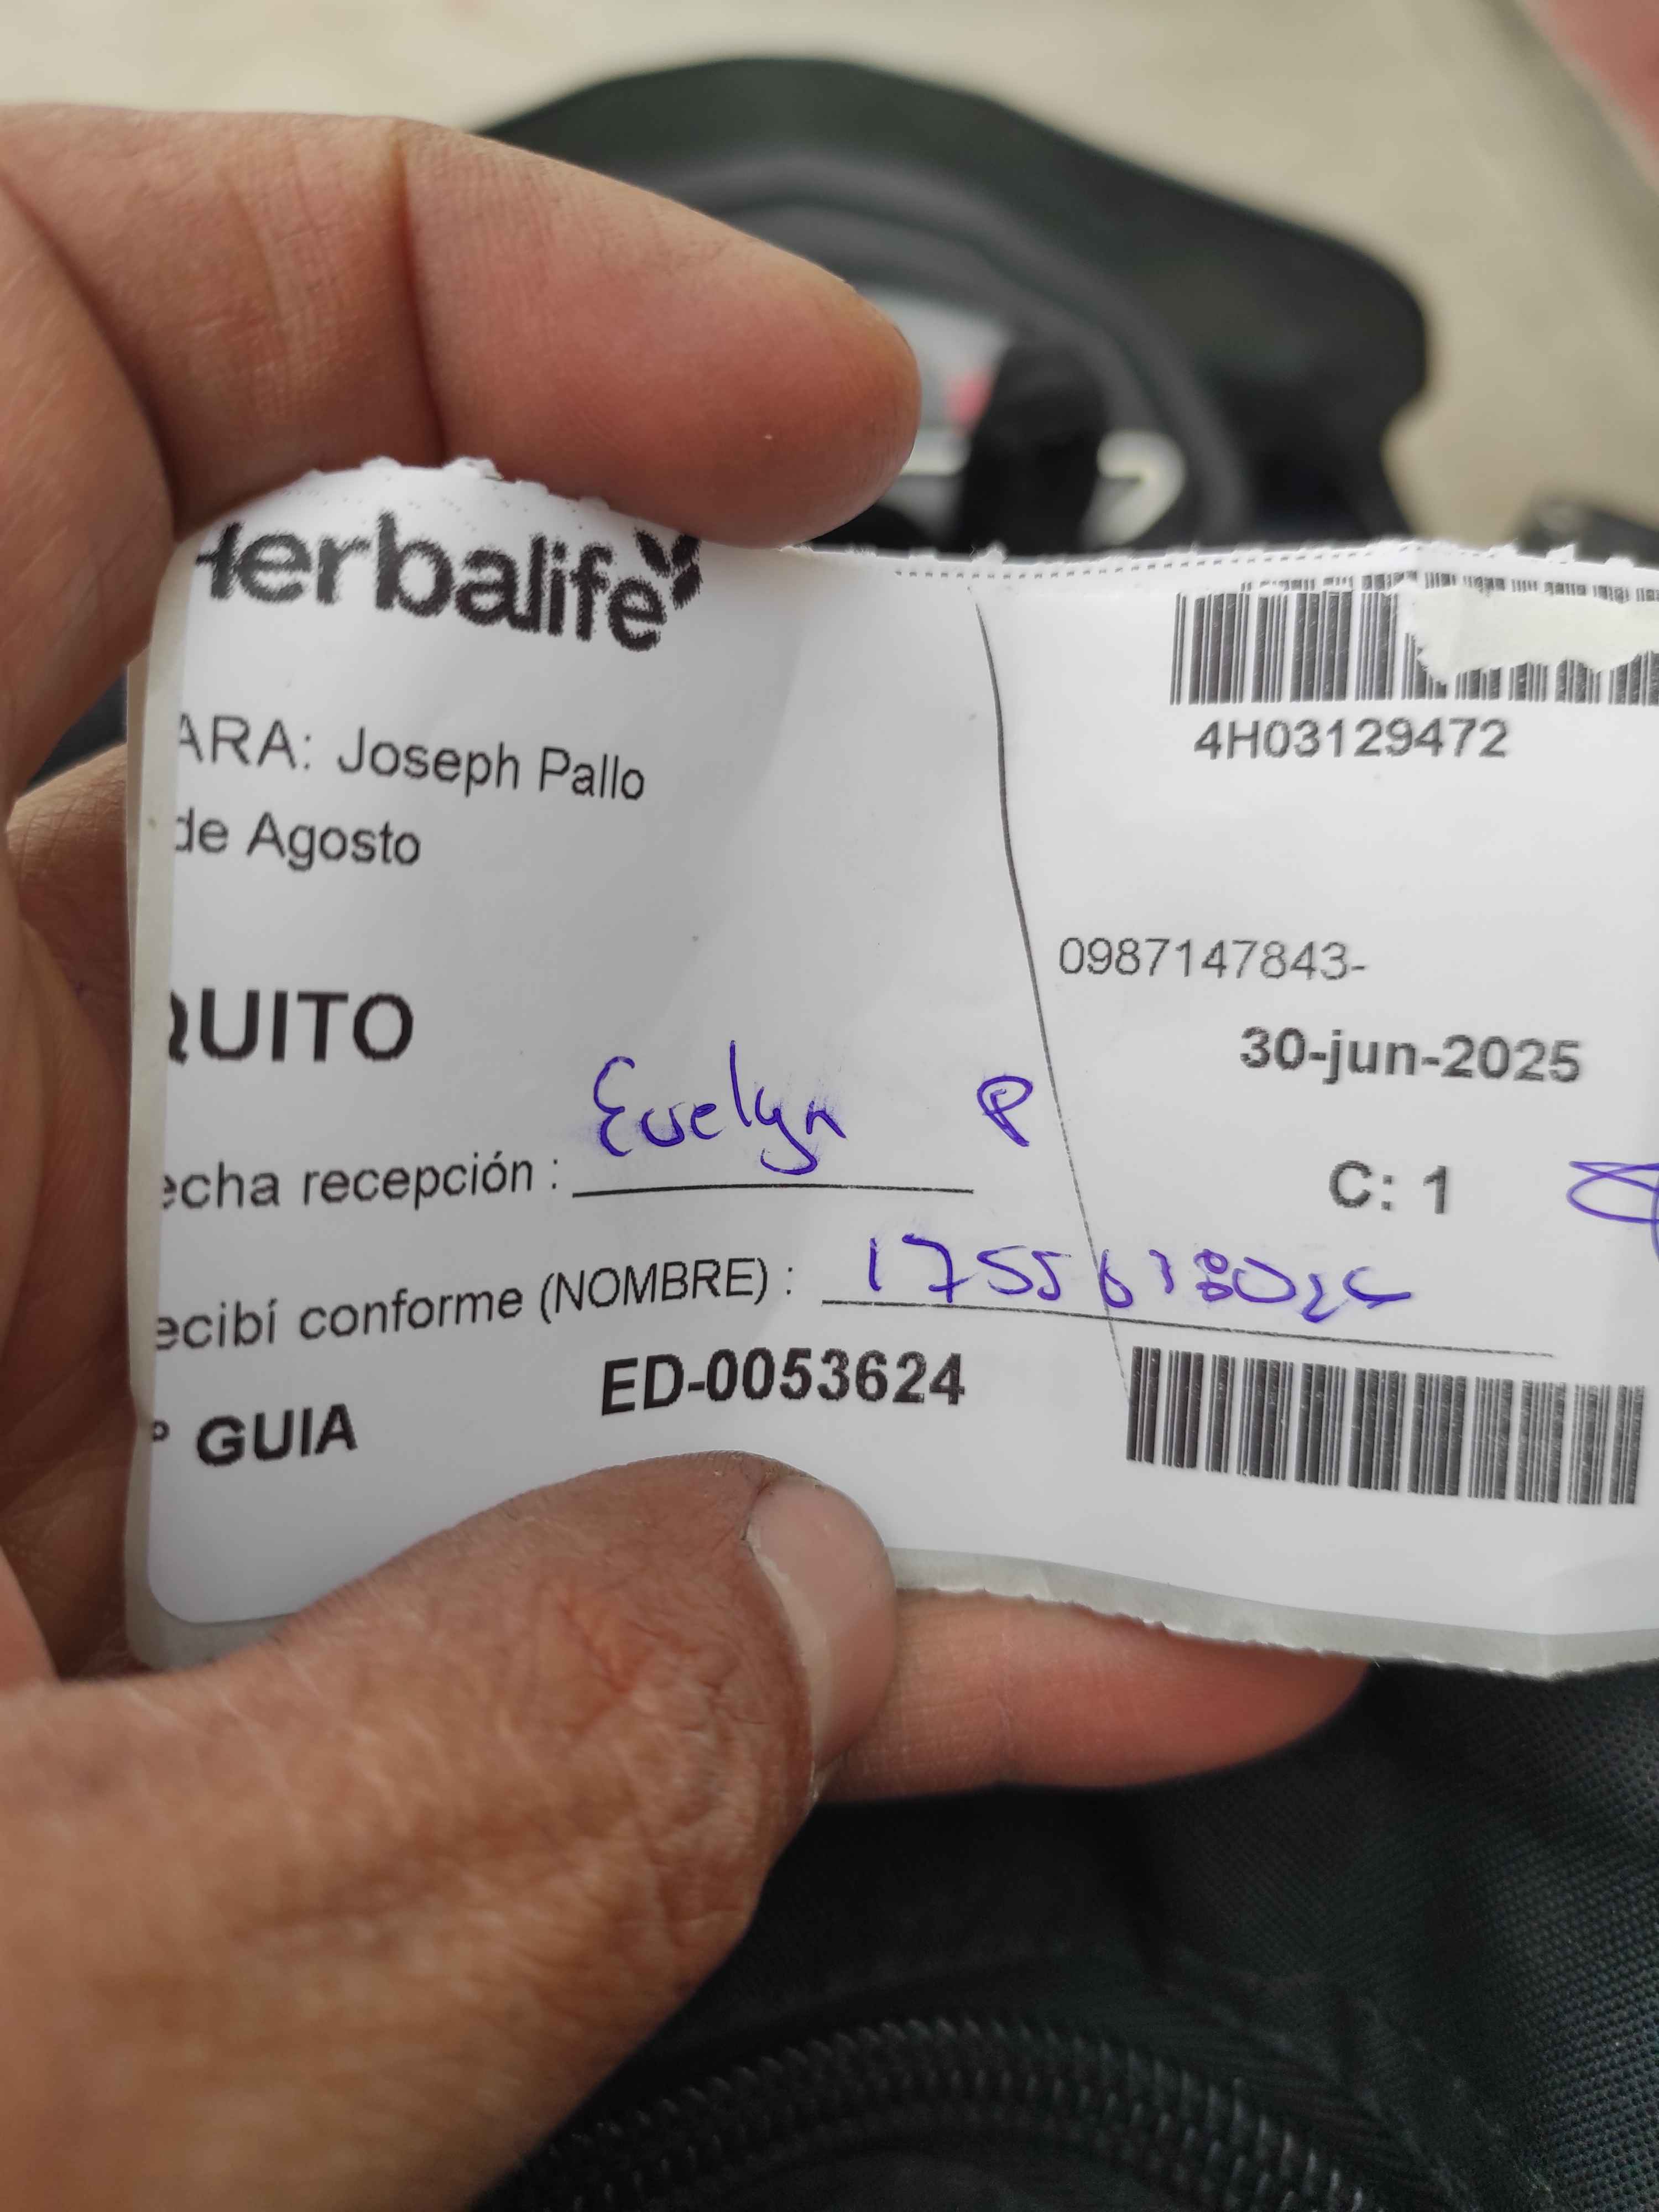 Herbalife
4H03129472
ARA: Joseph Pallo
de Agosto
0987147843-
QUITO
30-jun-2025
Evelyn P
echa recepción :
C: 1
ecibí conforme (NOMBRE) :
° GUIA ED-0053624